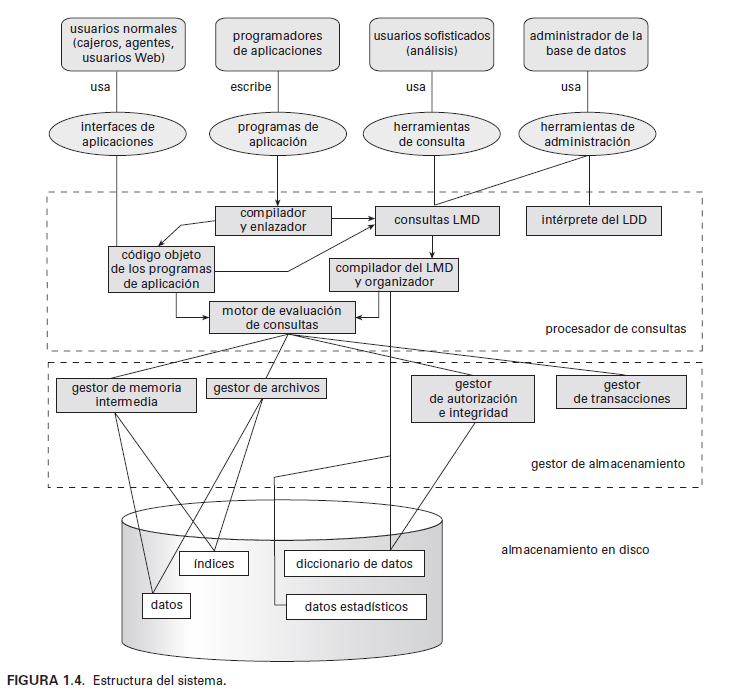 usuarios normales
(cajeros, agentes,
usuarios Web)
programadores
de aplicaciones
usuarios sofisticados
(análisis)
administrador de la
base de datos
usa
escribe
usa
usa
interfaces de
aplicaciones
programas de
aplicación
herramientas
de consulta
herramientas de
administración
compilador
y enlazador
consultas LMD
intérprete del LDD
código objeto
de los programas
de aplicación
compilador del LMD
y organizador
motor de evaluación
de consultas
procesador de consultas
gestor de memoria
intermedia
gestor de archivos
gestor
de autorización
e integridad
gestor
de transacciones
gestor de almacenamiento
índices
diccionario de datos
almacenamiento en disco
datos
datos estadísticos
FIGURA 1.4. Estructura del sistema.